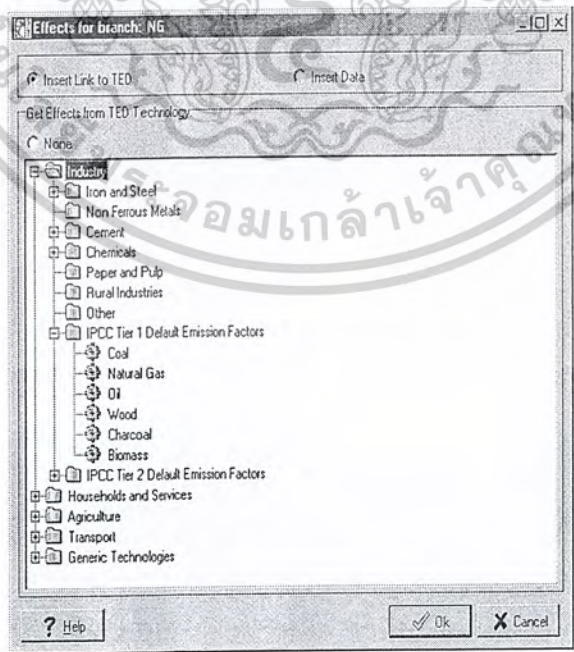 Effects for branch: NG
Insert Link to TED
Insert Data
Get Effects from TED Technology:
None
Industry
Iron and Steel
Non Ferrous Metals
Cement
Chemicals
Paper and Pulp
Rural Industries
Other
IPCC Tier 1 Default Emission Factors
Coal
Natural Gas
Oil
Wood
Charcoal
Biomass
IPCC Tier 2 Default Emission Factors
Households and Services
Agriculture
Transport
Generic Technologies
? Help
Ok
Cancel